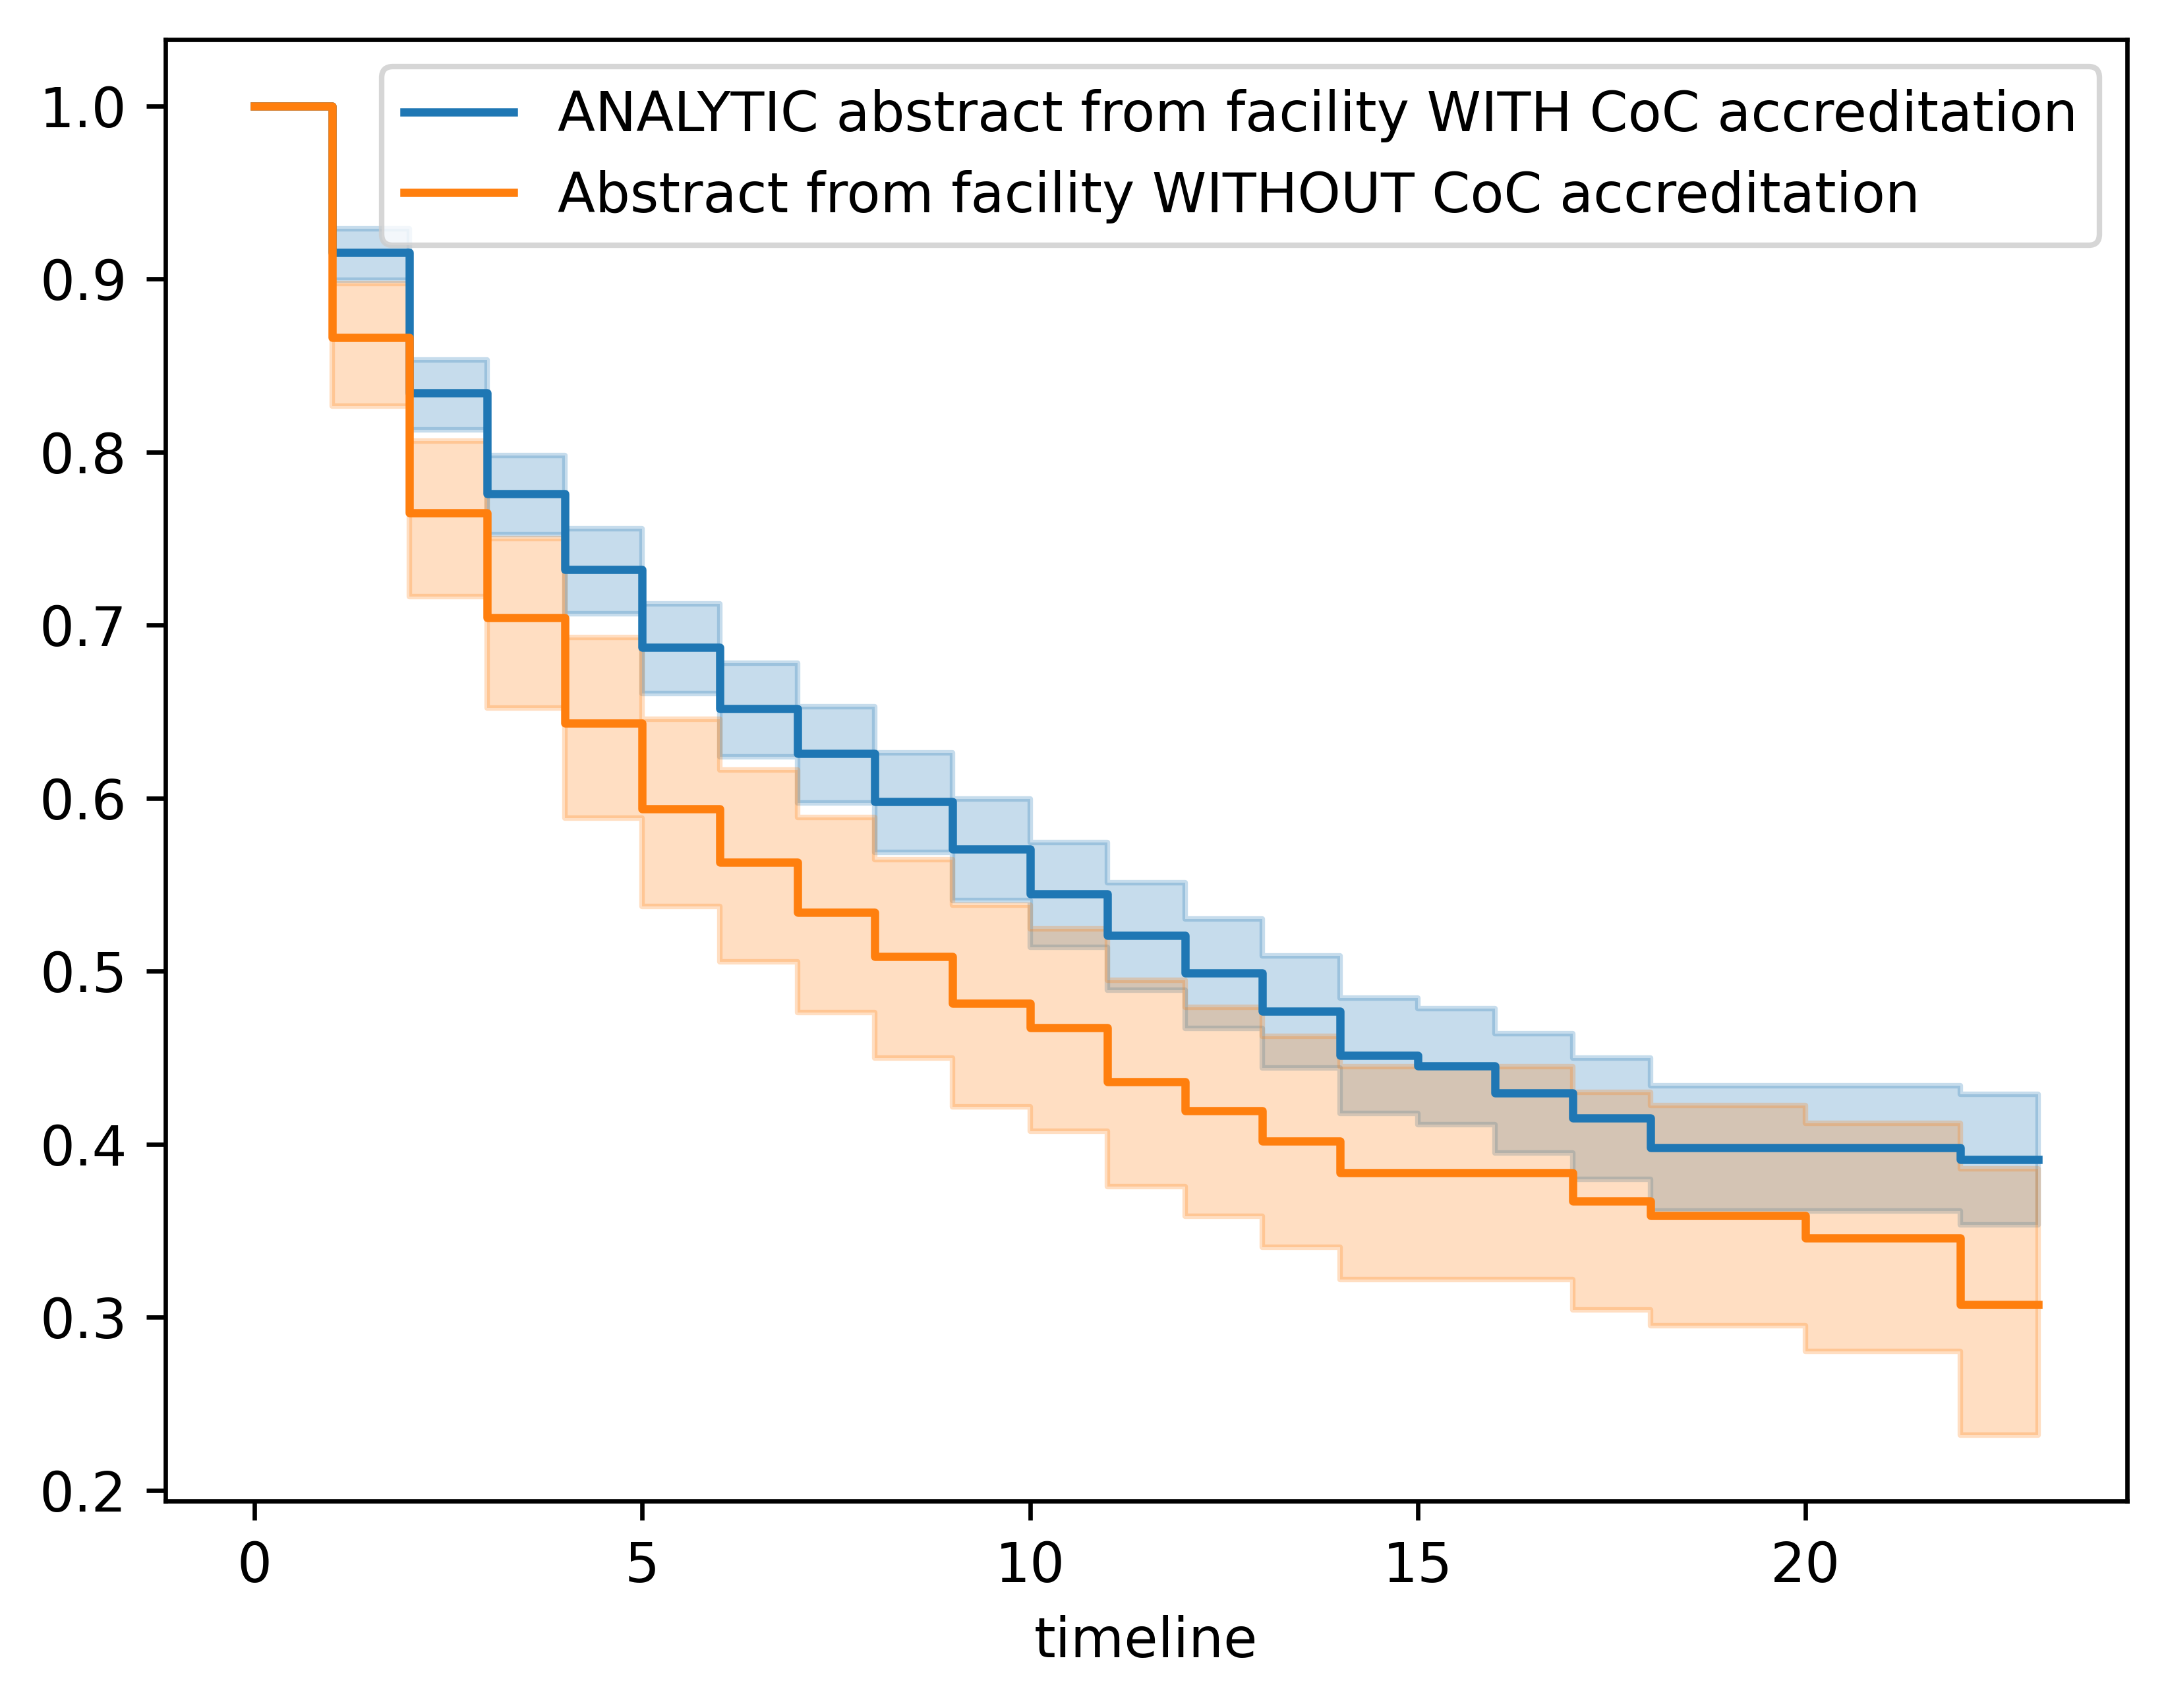 ANALYTIC abstract from facility WITH CoC accreditation
Abstract from facility WITHOUT CoC accreditation
1.0
0.9
0.8
0.7
0.6
0.5
0.4
0.3
0.2
0 5 10 15 20
timeline